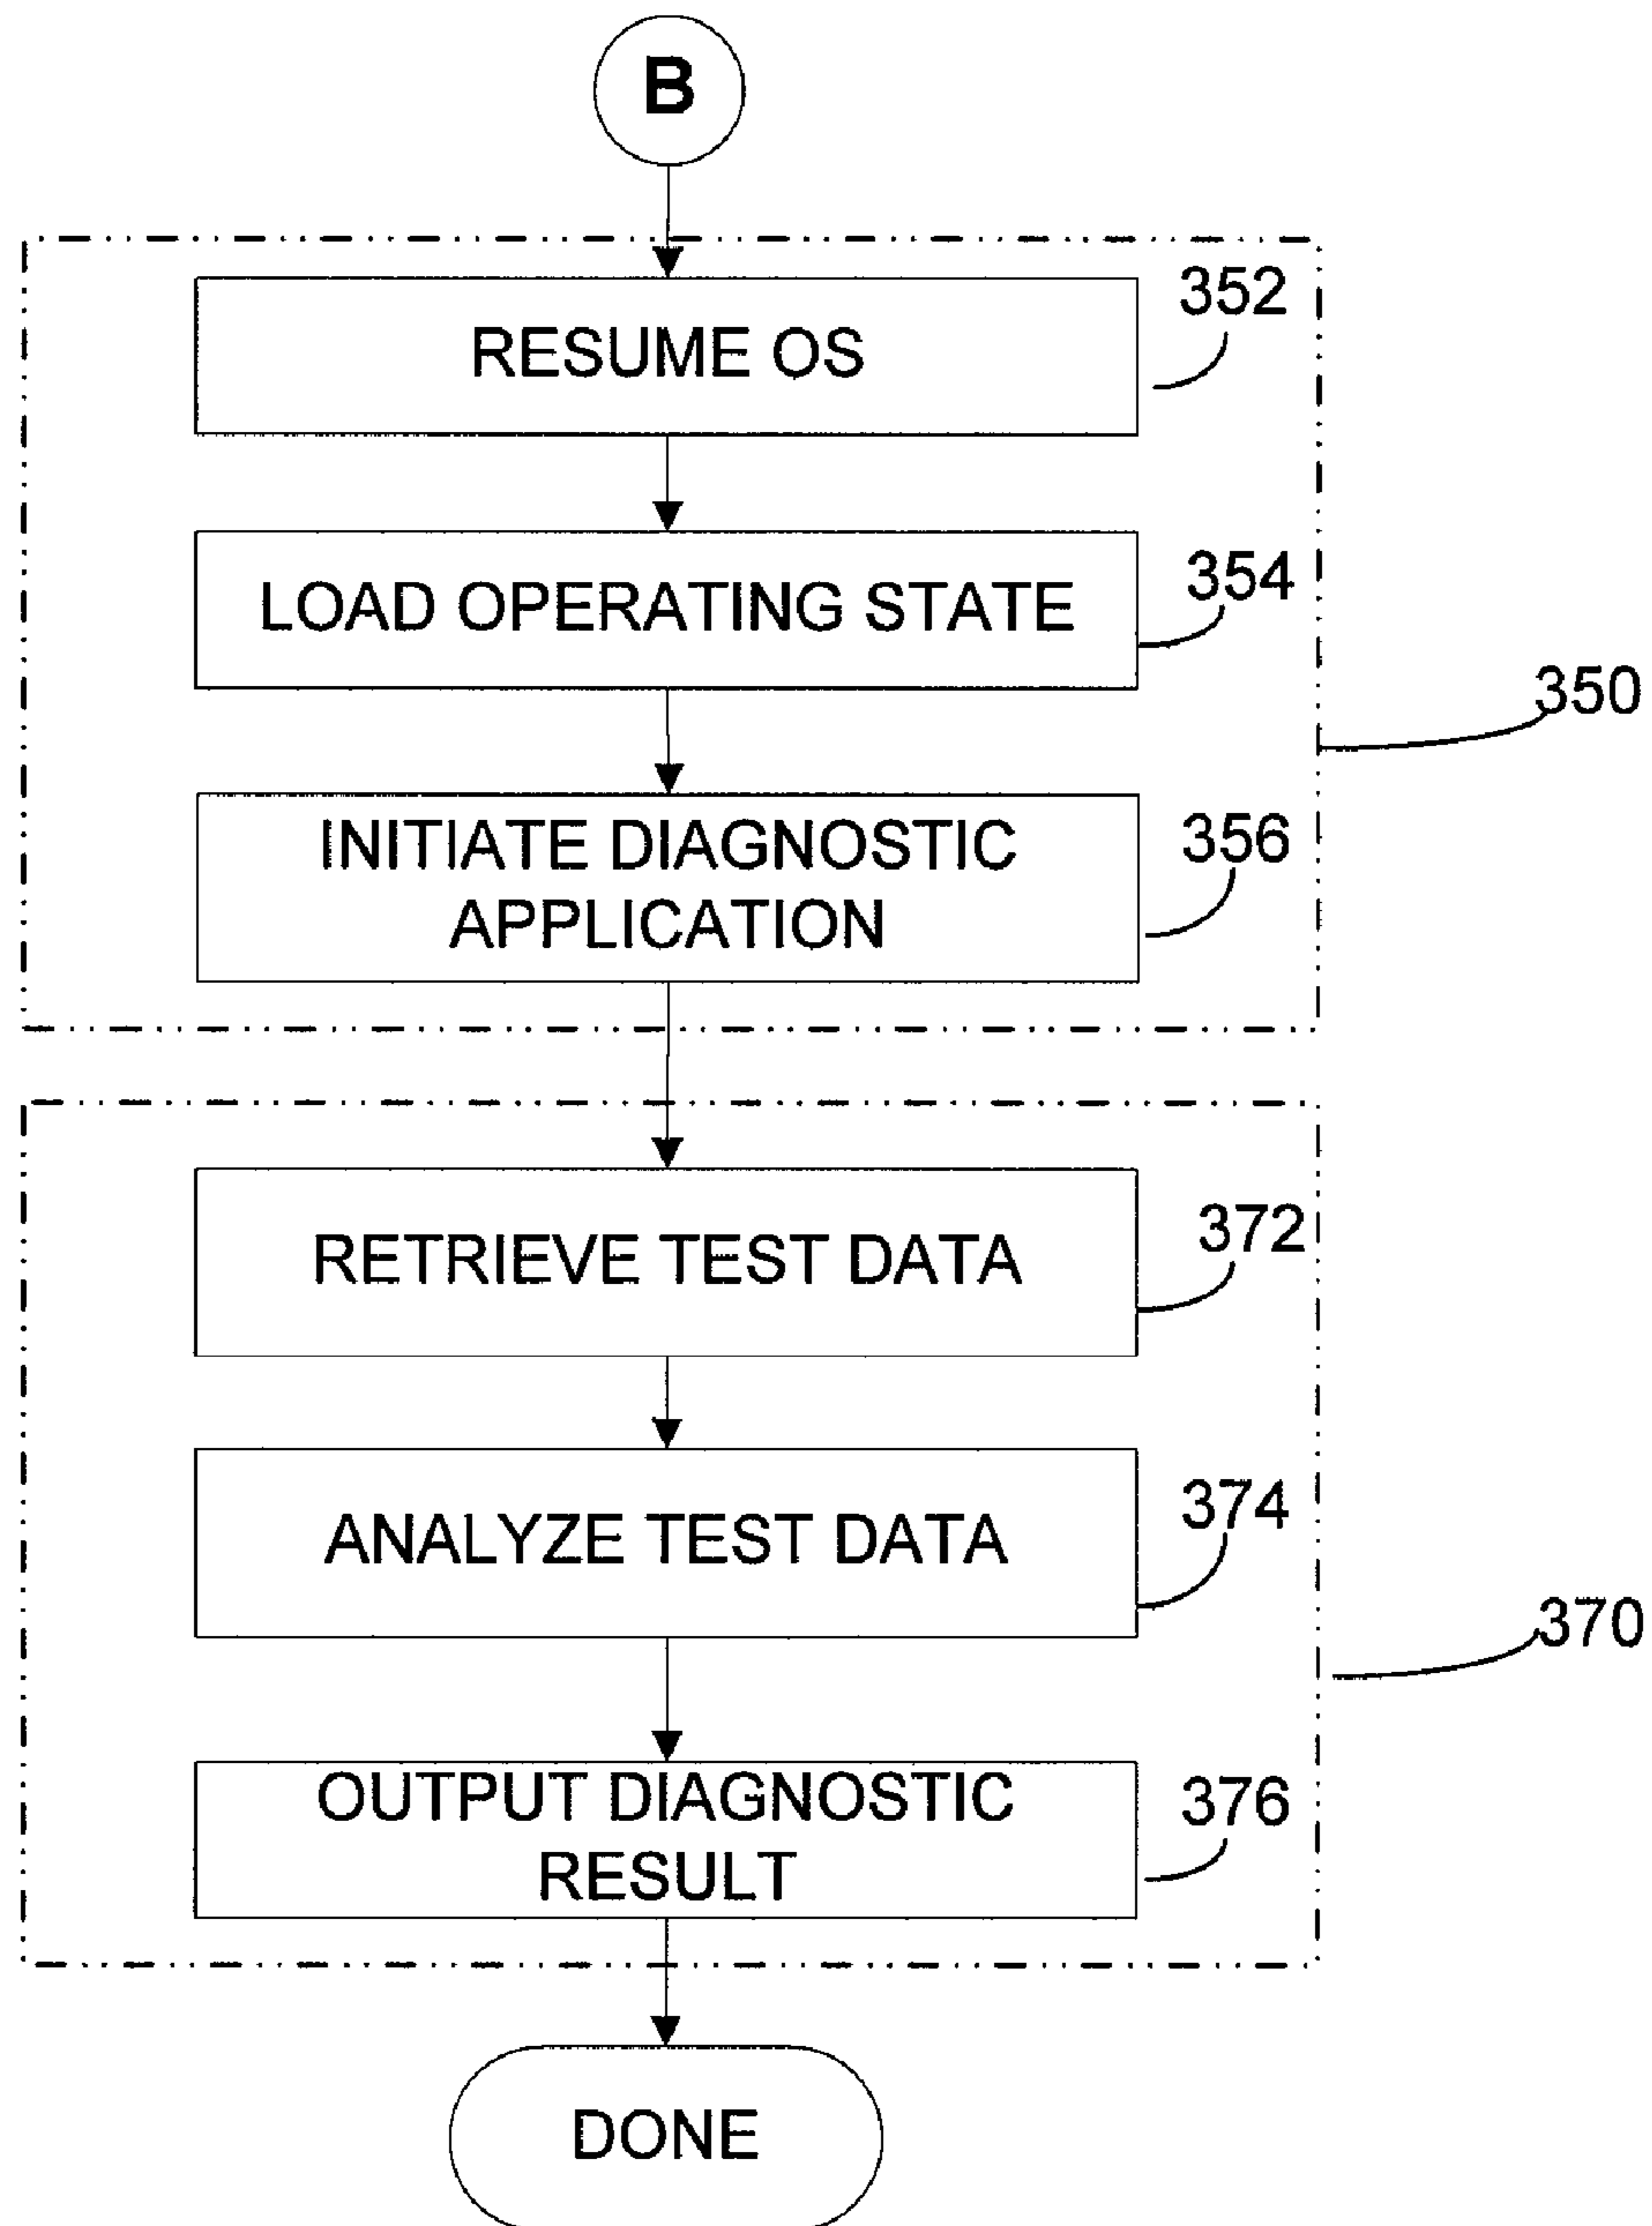 B
RESUME OS
352
LOAD OPERATING STATE
354
350
INITIATE DIAGNOSTIC
APPLICATION
356
RETRIEVE TEST DATA
372
ANALYZE TEST DATA
374
370
OUTPUT DIAGNOSTIC
RESULT
376
DONE